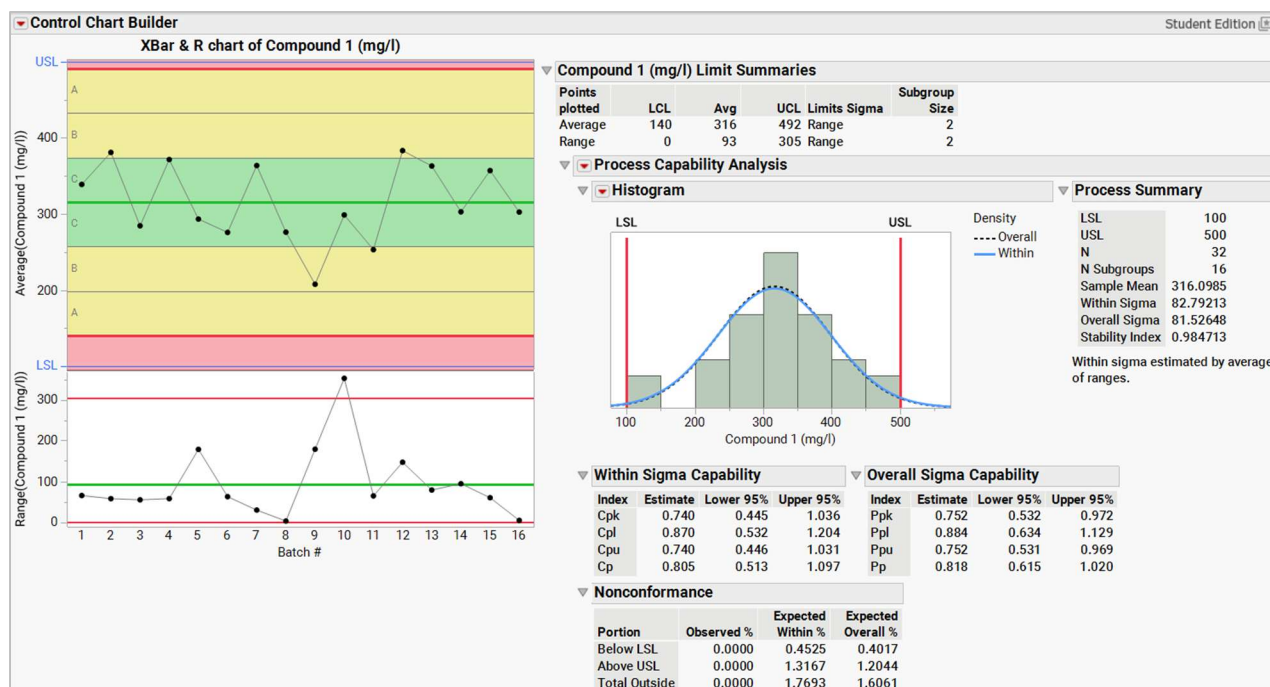 Control Chart Builder
Student Edition
XBar & R chart of Compound 1 (mg/l)
USL
A
B
400
C
300
C
B
200
A
LSL
Average(Compound 1 (mg/l))
300
200
100
0
Range(Compound 1 (mg/l))
1 2 3 4 5 6 7 8 9 10 11 12 13 14 15 16
Batch #
Compound 1 (mg/l) Limit Summaries
Points plotted LCL Avg UCL Limits Sigma Subgroup Size
Average 140 316 492 Range 2
Range 0 93 305 Range 2
Process Capability Analysis
Histogram
LSL USL
100 200 300 400 500
Compound 1 (mg/l)
Density
Overall
Within
Process Summary
LSL 100
USL 500
N 32
N Subgroups 16
Sample Mean 316.0985
Within Sigma 82.79213
Overall Sigma 81.52648
Stability Index 0.984713
Within sigma estimated by average
of ranges.
Within Sigma Capability
Index Estimate Lower 95% Upper 95%
Cpk 0.740 0.445 1.036
Cpl 0.870 0.532 1.204
Cpu 0.740 0.446 1.031
Cp 0.805 0.513 1.097
Overall Sigma Capability
Index Estimate Lower 95% Upper 95%
Ppk 0.752 0.532 0.972
Ppl 0.884 0.634 1.129
Ppu 0.752 0.531 0.969
Pp 0.818 0.615 1.020
Nonconformance
Portion Observed % Expected Within % Expected Overall %
Below LSL 0.0000 0.4525 0.4017
Above USL 0.0000 1.3167 1.2044
Total Outside 0.0000 1.7693 1.6061